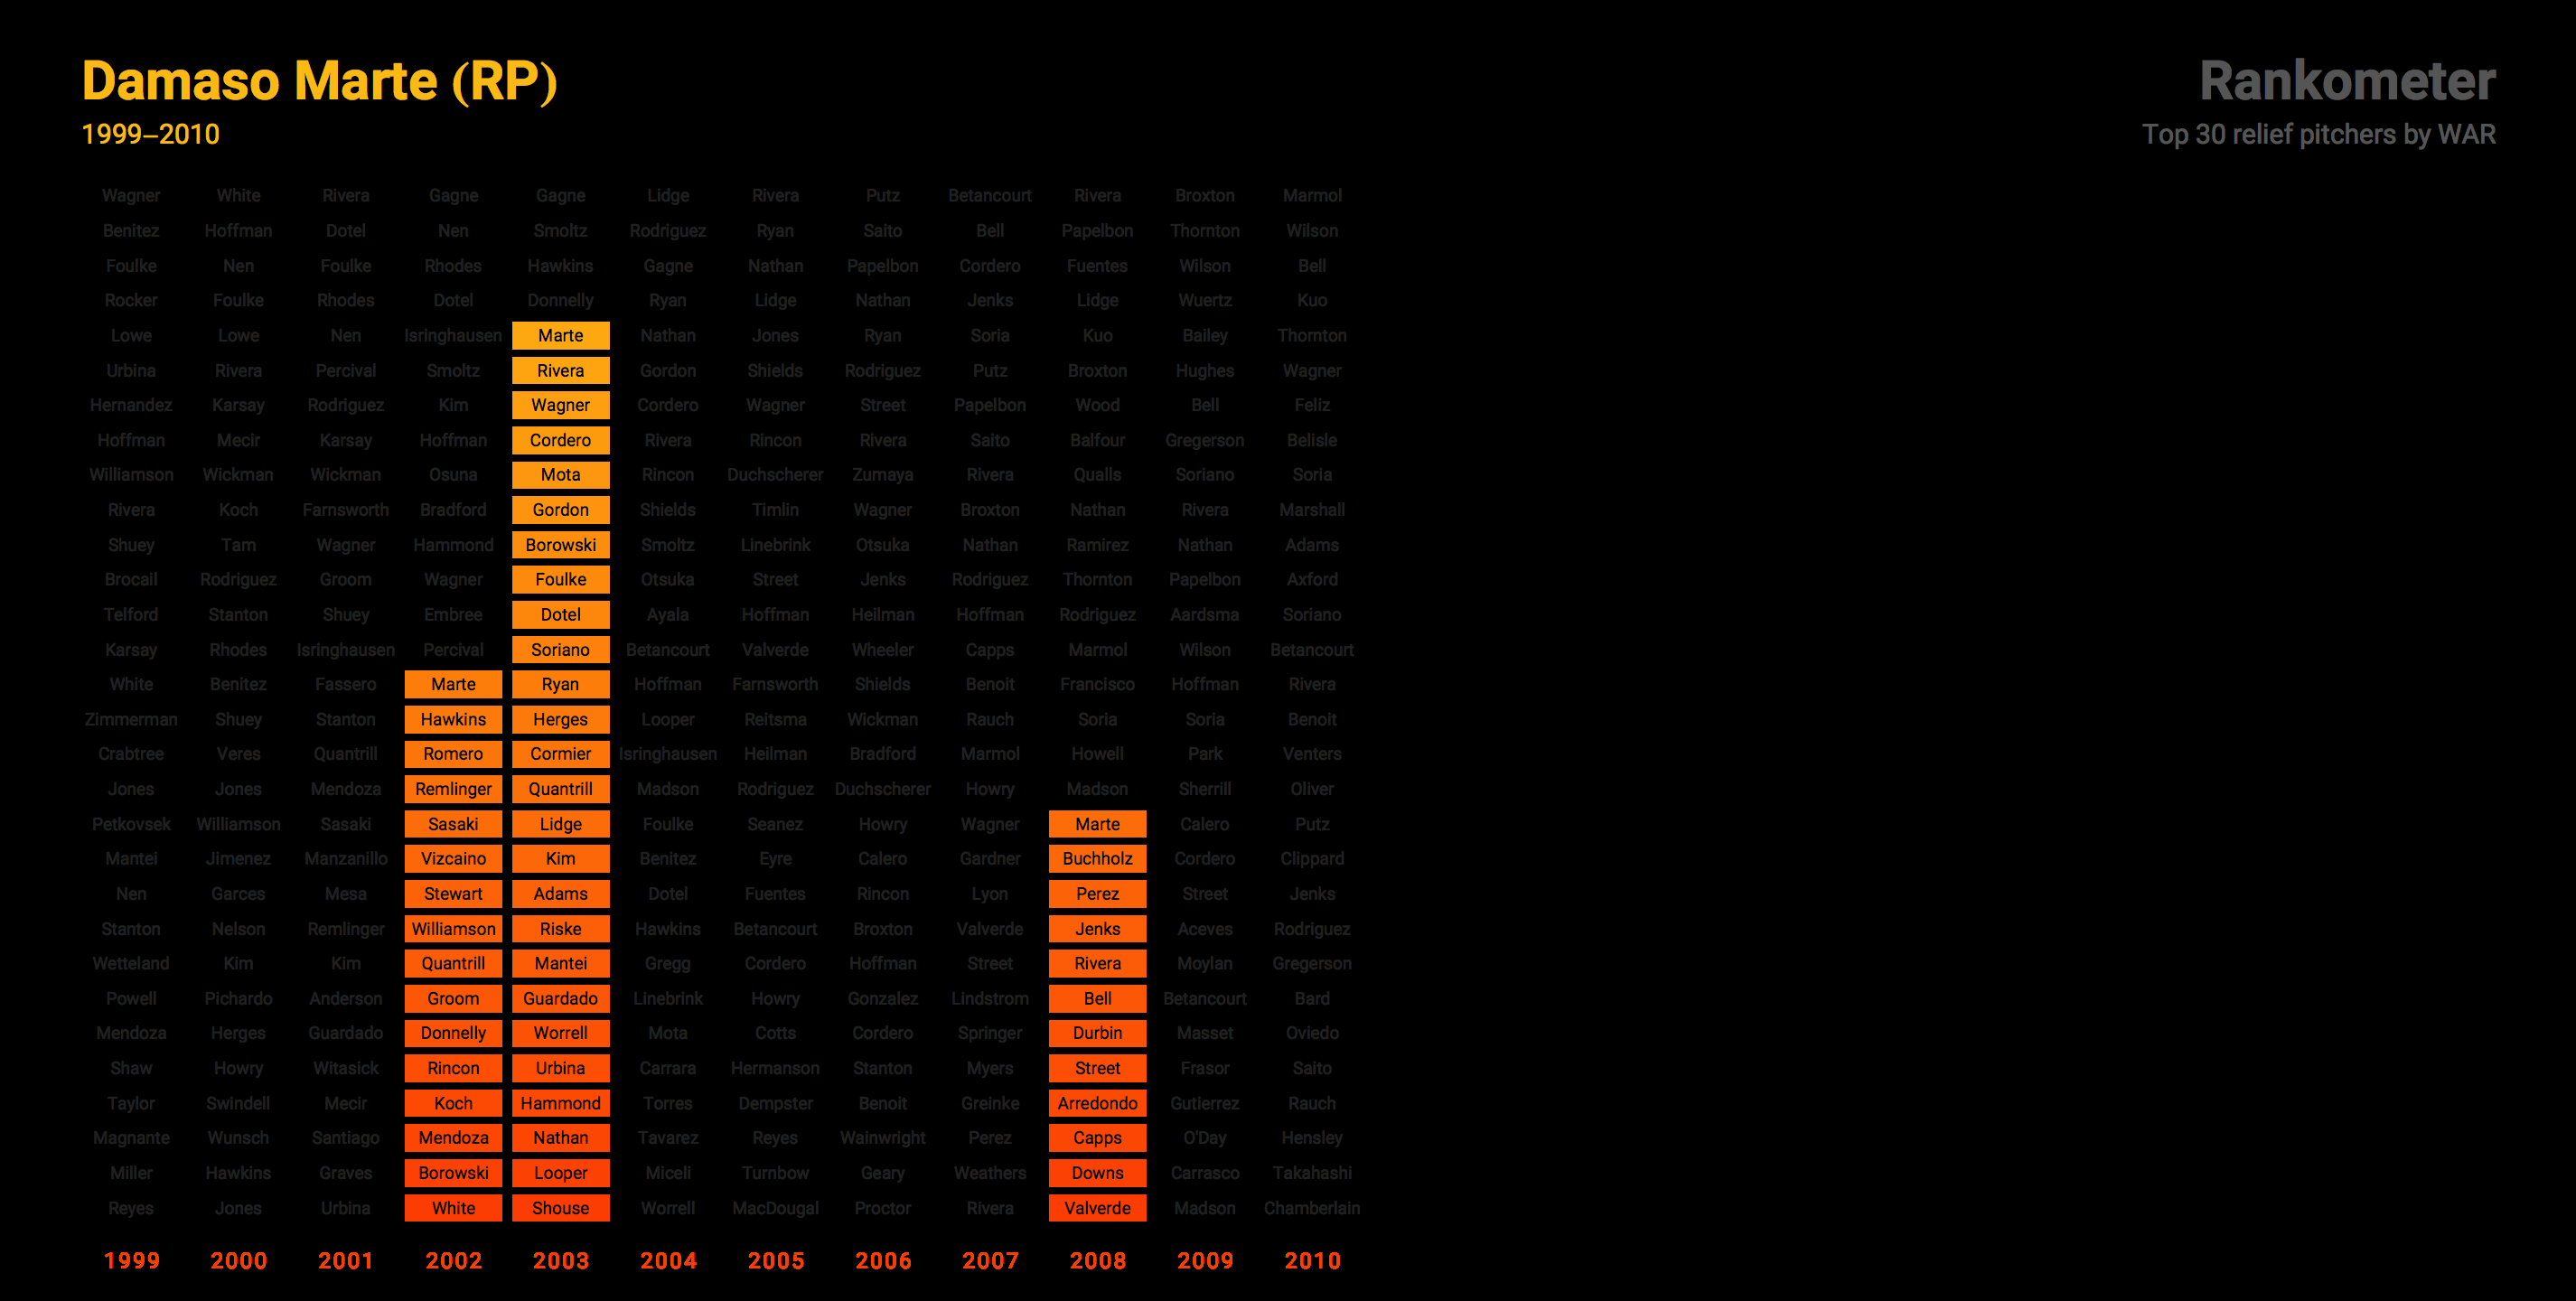 Damaso Marte (RP)
1999–2010
Rankometer
Top 30 relief pitchers by WAR
Wagner White Rivera Gagne Gagne Lidge Rivera Putz Betancourt Rivera Broxton Marmol
Benitez Hoffman Dotel Nen Smoltz Rodriguez Ryan Saito Bell Papelbon Thornton Wilson
Foulke Nen Foulke Rhodes Hawkins Gagne Nathan Papelbon Cordero Fuentes Wilson Bell
Rocker Foulke Rhodes Dotel Donnelly Ryan Lidge Nathan Jenks Lidge Wuertz Kuo
Lowe Lowe Nen Isringhausen Marte Nathan Jones Ryan Soria Kuo Bailey Thornton
Urbina Rivera Percival Smoltz Rivera Gordon Shields Rodriguez Putz Broxton Hughes Wagner
Hernandez Karsay Rodriguez Kim Wagner Cordero Wagner Street Papelbon Wood Bell Feliz
Hoffman Mecir Karsay Hoffman Cordero Rivera Rincon Rivera Saito Balfour Gregerson Belisle
Williamson Wickman Wickman Osuna Mota Rincon Duchscherer Zumaya Rivera Qualls Soriano Soria
Rivera Koch Farnsworth Bradford Gordon Shields Timlin Wagner Broxton Nathan Rivera Marshall
Shuey Tam Wagner Hammond Borowski Smoltz Linebrink Otsuka Nathan Ramirez Nathan Adams
Brocail Rodriguez Groom Wagner Foulke Otsuka Street Jenks Rodriguez Thornton Papelbon Axford
Telford Stanton Shuey Embree Dotel Ayala Hoffman Heilman Hoffman Rodriguez Aardsma Soriano
Karsay Rhodes Isringhausen Percival Soriano Betancourt Valverde Wheeler Capps Marmol Wilson Betancourt
White Benitez Fassero Marte Ryan Hoffman Farnsworth Shields Benoit Francisco Hoffman Rivera
Zimmerman Shuey Stanton Hawkins Herges Looper Reitsma Wickman Rauch Soria Soria Benoit
Crabtree Veres Quantrill Romero Cormier Isringhausen Heilman Bradford Marmol Howell Park Venters
Jones Jones Mendoza Remlinger Quantrill Madson Rodriguez Duchscherer Howry Madson Sherrill Oliver
Petkovsek Williamson Sasaki Sasaki Lidge Foulke Seanez Howry Wagner Marte Calero Putz
Mantei Jimenez Manzanillo Vizcaino Kim Benitez Eyre Calero Gardner Buchholz Cordero Clippard
Nen Garces Mesa Stewart Adams Dotel Fuentes Rincon Lyon Perez Street Jenks
Stanton Nelson Remlinger Williamson Riske Hawkins Betancourt Broxton Valverde Jenks Aceves Rodriguez
Wetteland Kim Kim Quantrill Mantei Gregg Cordero Hoffman Street Rivera Moylan Gregerson
Powell Pichardo Anderson Groom Guardado Linebrink Howry Gonzalez Lindstrom Bell Betancourt Bard
Mendoza Herges Guardado Donnelly Worrell Mota Cotts Cordero Springer Durbin Masset Oviedo
Shaw Howry Witasick Rincon Urbina Carrara Hermanson Stanton Myers Street Frasor Saito
Taylor Swindell Mecir Koch Hammond Torres Dempster Benoit Greinke Arredondo Gutierrez Rauch
Magnante Wunsch Santiago Mendoza Nathan Tavarez Reyes Wainwright Perez Capps O'Day Hensley
Miller Hawkins Graves Borowski Looper Miceli Turnbow Geary Weathers Downs Carrasco Takahashi
Reyes Jones Urbina White Shouse Worrell MacDougal Proctor Rivera Valverde Madson Chamberlain
1999 2000 2001 2002 2003 2004 2005 2006 2007 2008 2009 2010